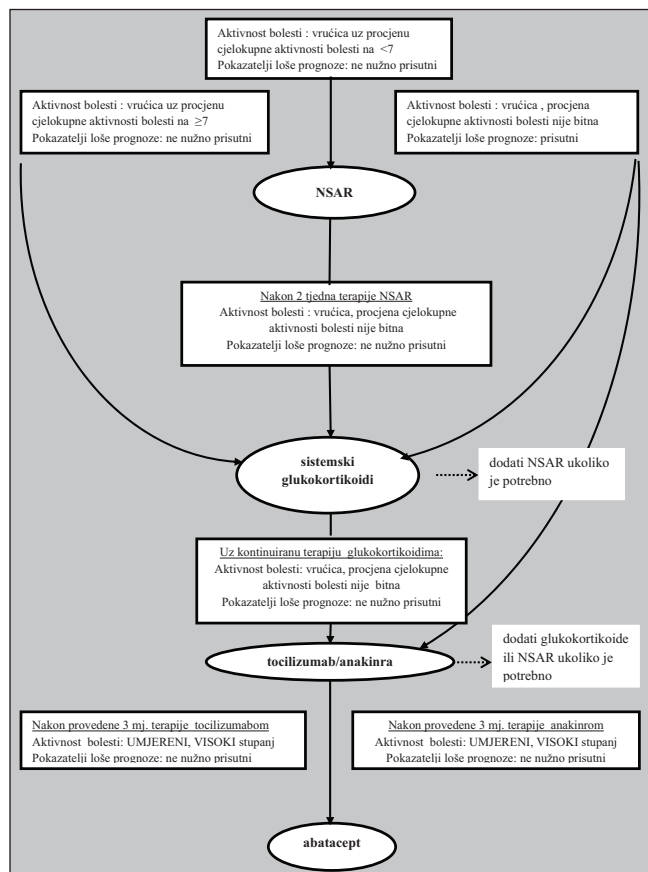 Aktivnost bolesti : vrućica uz procjenu
cjelokupne aktivnosti bolesti na <7
Pokazatelji loše prognoze: ne nužno prisutni
Aktivnost bolesti : vrućica uz procjenu
cjelokupne aktivnosti bolesti na ≥7
Pokazatelji loše prognoze: ne nužno prisutni
Aktivnost bolesti : vrućica , procjena
cjelokupne aktivnosti bolesti nije bitna
Pokazatelji loše prognoze: prisutni
NSAR
Nakon 2 tjedna terapije NSAR
Aktivnost bolesti : vrućica, procjena cjelokupne
aktivnosti bolesti nije bitna
Pokazatelji loše prognoze: ne nužno prisutni
sistemski
glukokortikoidi
dodati NSAR ukoliko
je potrebno
Uz kontinuiranu terapiju glukokortikoidima:
Aktivnost bolesti: vrućica, procjena cjelokupne
aktivnosti bolesti nije bitna
Pokazatelji loše prognoze: ne nužno prisutni
tocilizumab/anakinra
dodati glukokortikoide
ili NSAR ukoliko je
potrebno
Nakon provedene 3 mj. terapije tocilizumabom
Aktivnost bolesti: UMJERENI, VISOKI stupanj
Pokazatelji loše prognoze: ne nužno prisutni
Nakon provedene 3 mj. terapije anakinrom
Aktivnost bolesti: UMJERENI, VISOKI stupanj
Pokazatelji loše prognoze: ne nužno prisutni
abatacept